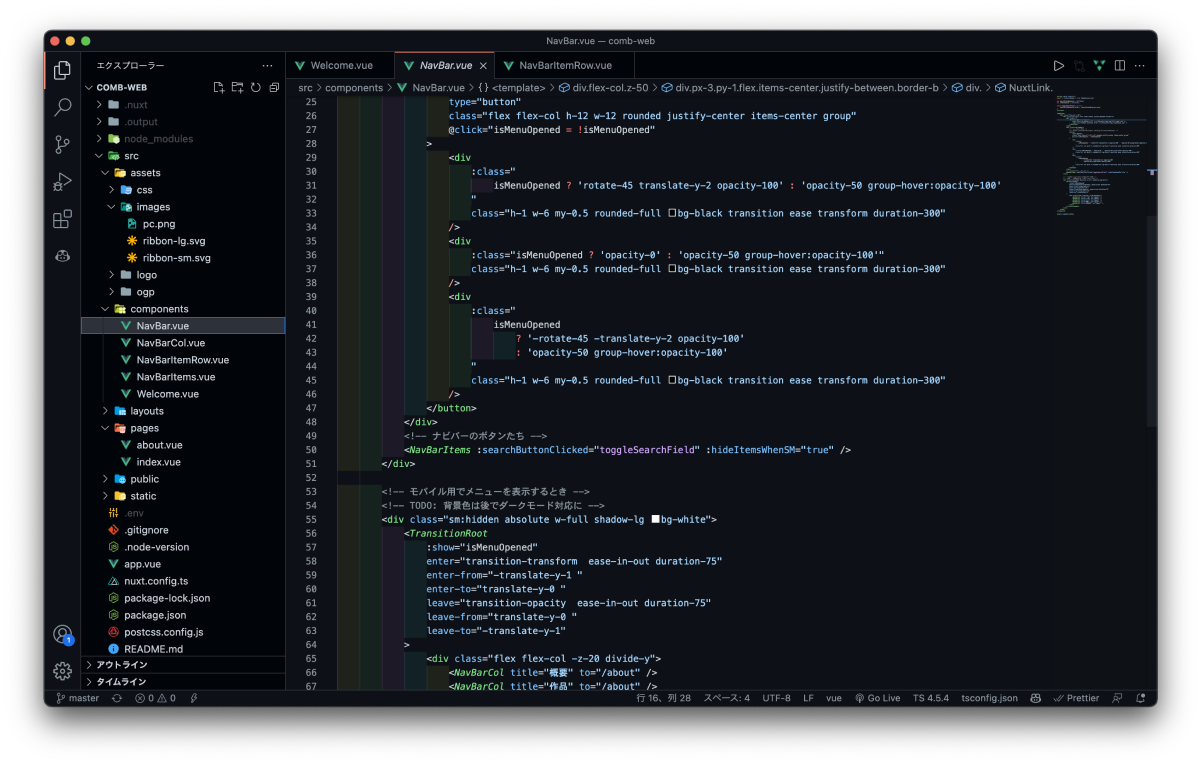 NavBar.vue — comb-web
エクスプローラー
COMB-WEB
.nuxt
.output
node_modules
src
assets
css
images
pc.png
ribbon-lg.svg
ribbon-sm.svg
logo
ogp
components
NavBar.vue
NavBarCol.vue
NavBarItemRow.vue
NavBarItems.vue
Welcome.vue
layouts
pages
about.vue
index.vue
public
static
.env
.gitignore
.node-version
app.vue
nuxt.config.ts
package-lock.json
package.json
postcss.config.js
README.md
アウトライン
タイムライン
1
Welcome.vue NavBar.vue NavBarItemRow.vue
src > components > NavBar.vue > {} <template> > div.flex-col.z-50 > div.px-3.py-1.flex.items-center.justify-between.border-b > div. > NuxtLink.
25 type="button"
26 class="flex flex-col h-12 w-12 rounded justify-center items-center group"
27 @click="isMenuOpened = !isMenuOpened"
28 >
29 <div
30 :class="
31 isMenuOpened ? 'rotate-45 translate-y-2 opacity-100' : 'opacity-50 group-hover:opacity-100'
32 "
33 class="h-1 w-6 my-0.5 rounded-full bg-black transition ease transform duration-300"
34 />
35 <div
36 :class="isMenuOpened ? 'opacity-0' : 'opacity-50 group-hover:opacity-100'"
37 class="h-1 w-6 my-0.5 rounded-full bg-black transition ease transform duration-300"
38 />
39 <div
40 :class="
41 isMenuOpened
42 ? '-rotate-45 -translate-y-2 opacity-100'
43 : 'opacity-50 group-hover:opacity-100'
44 "
45 class="h-1 w-6 my-0.5 rounded-full bg-black transition ease transform duration-300"
46 />
47 </button>
48 </div>
49 <!-- ナビバーのボタンたち -->
50 <NavBarItems :searchButtonClicked="toggleSearchField" :hideItemsWhenSM="true" />
51 </div>
52
53 <!-- モバイル用でメニューを表示するとき -->
54 <!-- TODO: 背景色は後でダークモード対応に -->
55 <div class="sm:hidden absolute w-full shadow-lg bg-white">
56 <TransitionRoot
57 :show="isMenuOpened"
58 enter="transition-transform  ease-in-out duration-75"
59 enter-from="-translate-y-1 "
60 enter-to="translate-y-0 "
61 leave="transition-opacity  ease-in-out duration-75"
62 leave-from="translate-y-0 "
63 leave-to="-translate-y-1"
64 >
65 <div class="flex flex-col -z-20 divide-y">
66 <NavBarCol title="概要" to="/about" />
67 <NavBarCol title="作品" to="/about" />
master 0 0 行 16、列 28 スペース: 4 UTF-8 LF vue Go Live TS 4.5.4 tsconfig.json Prettier